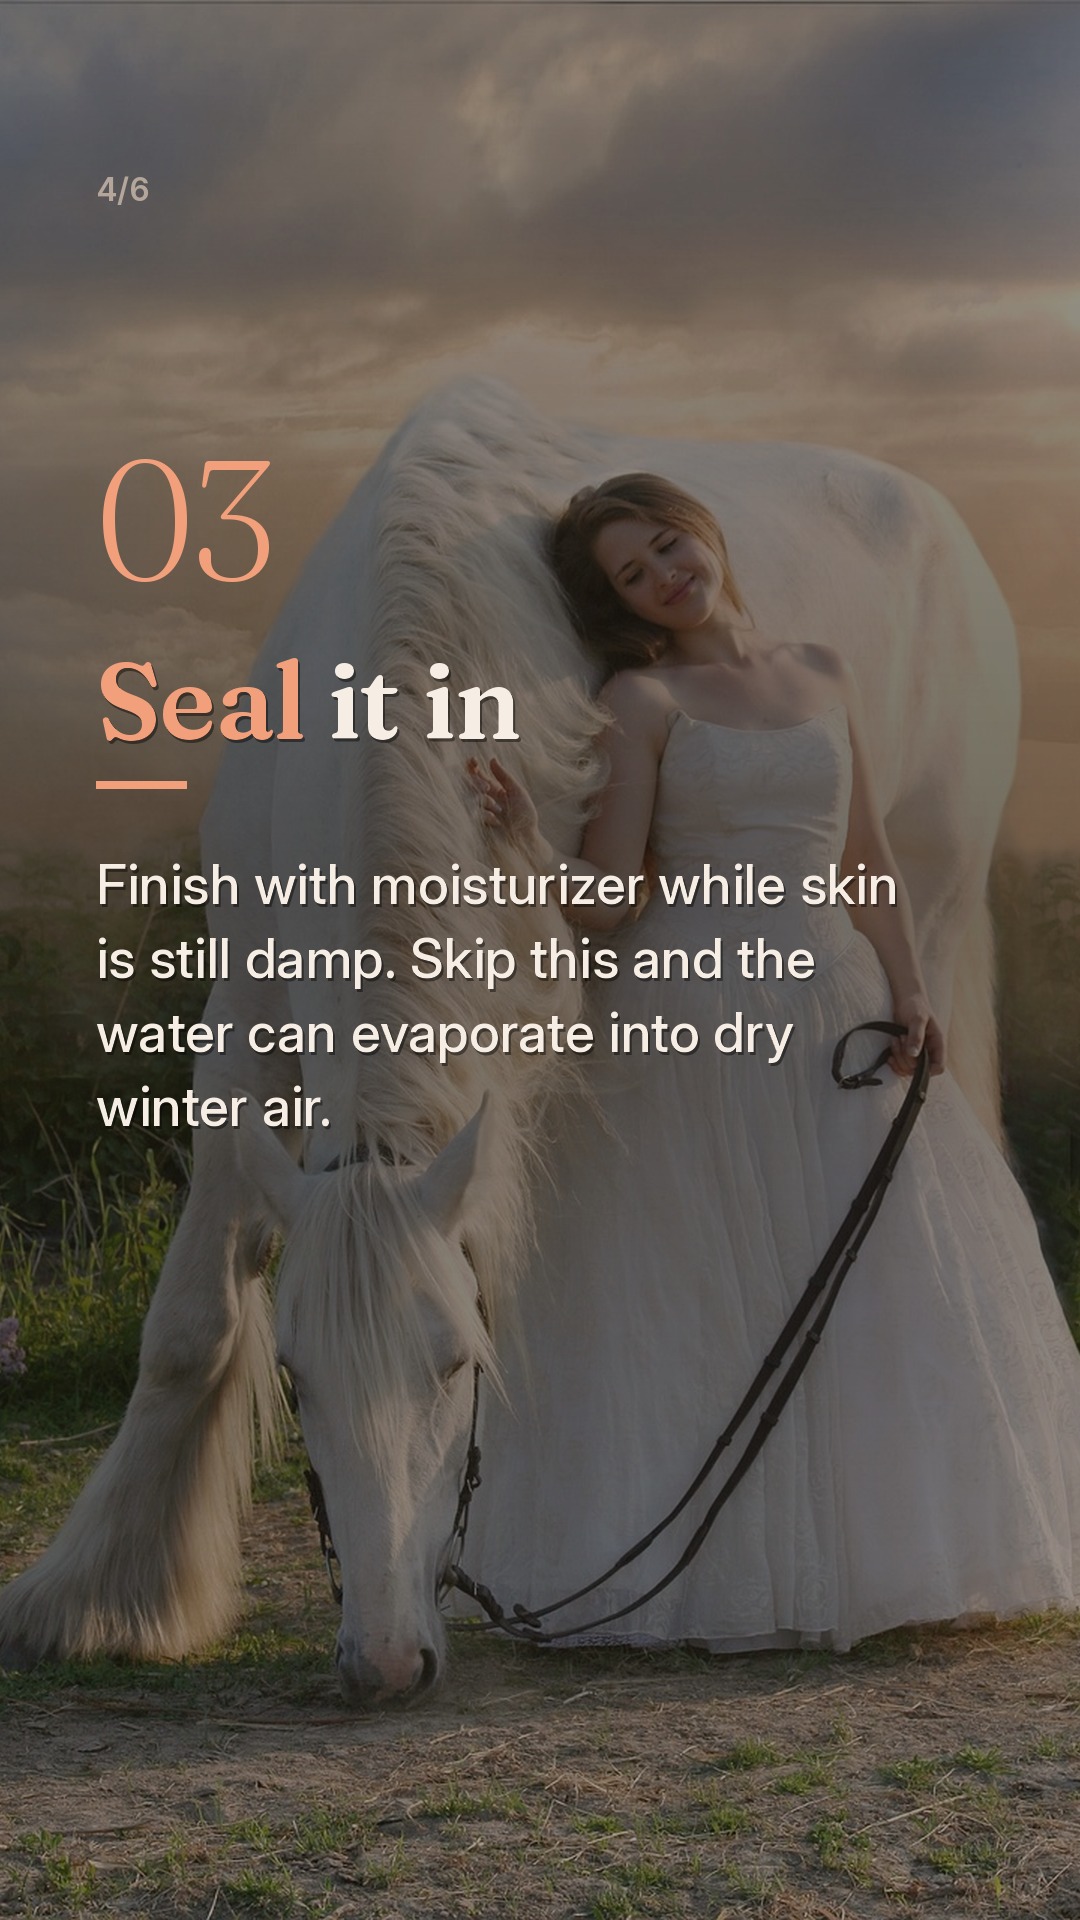 4/6
03
Seal it in
Finish with moisturizer while skin
is still damp. Skip this and the
water can evaporate into dry
winter air.